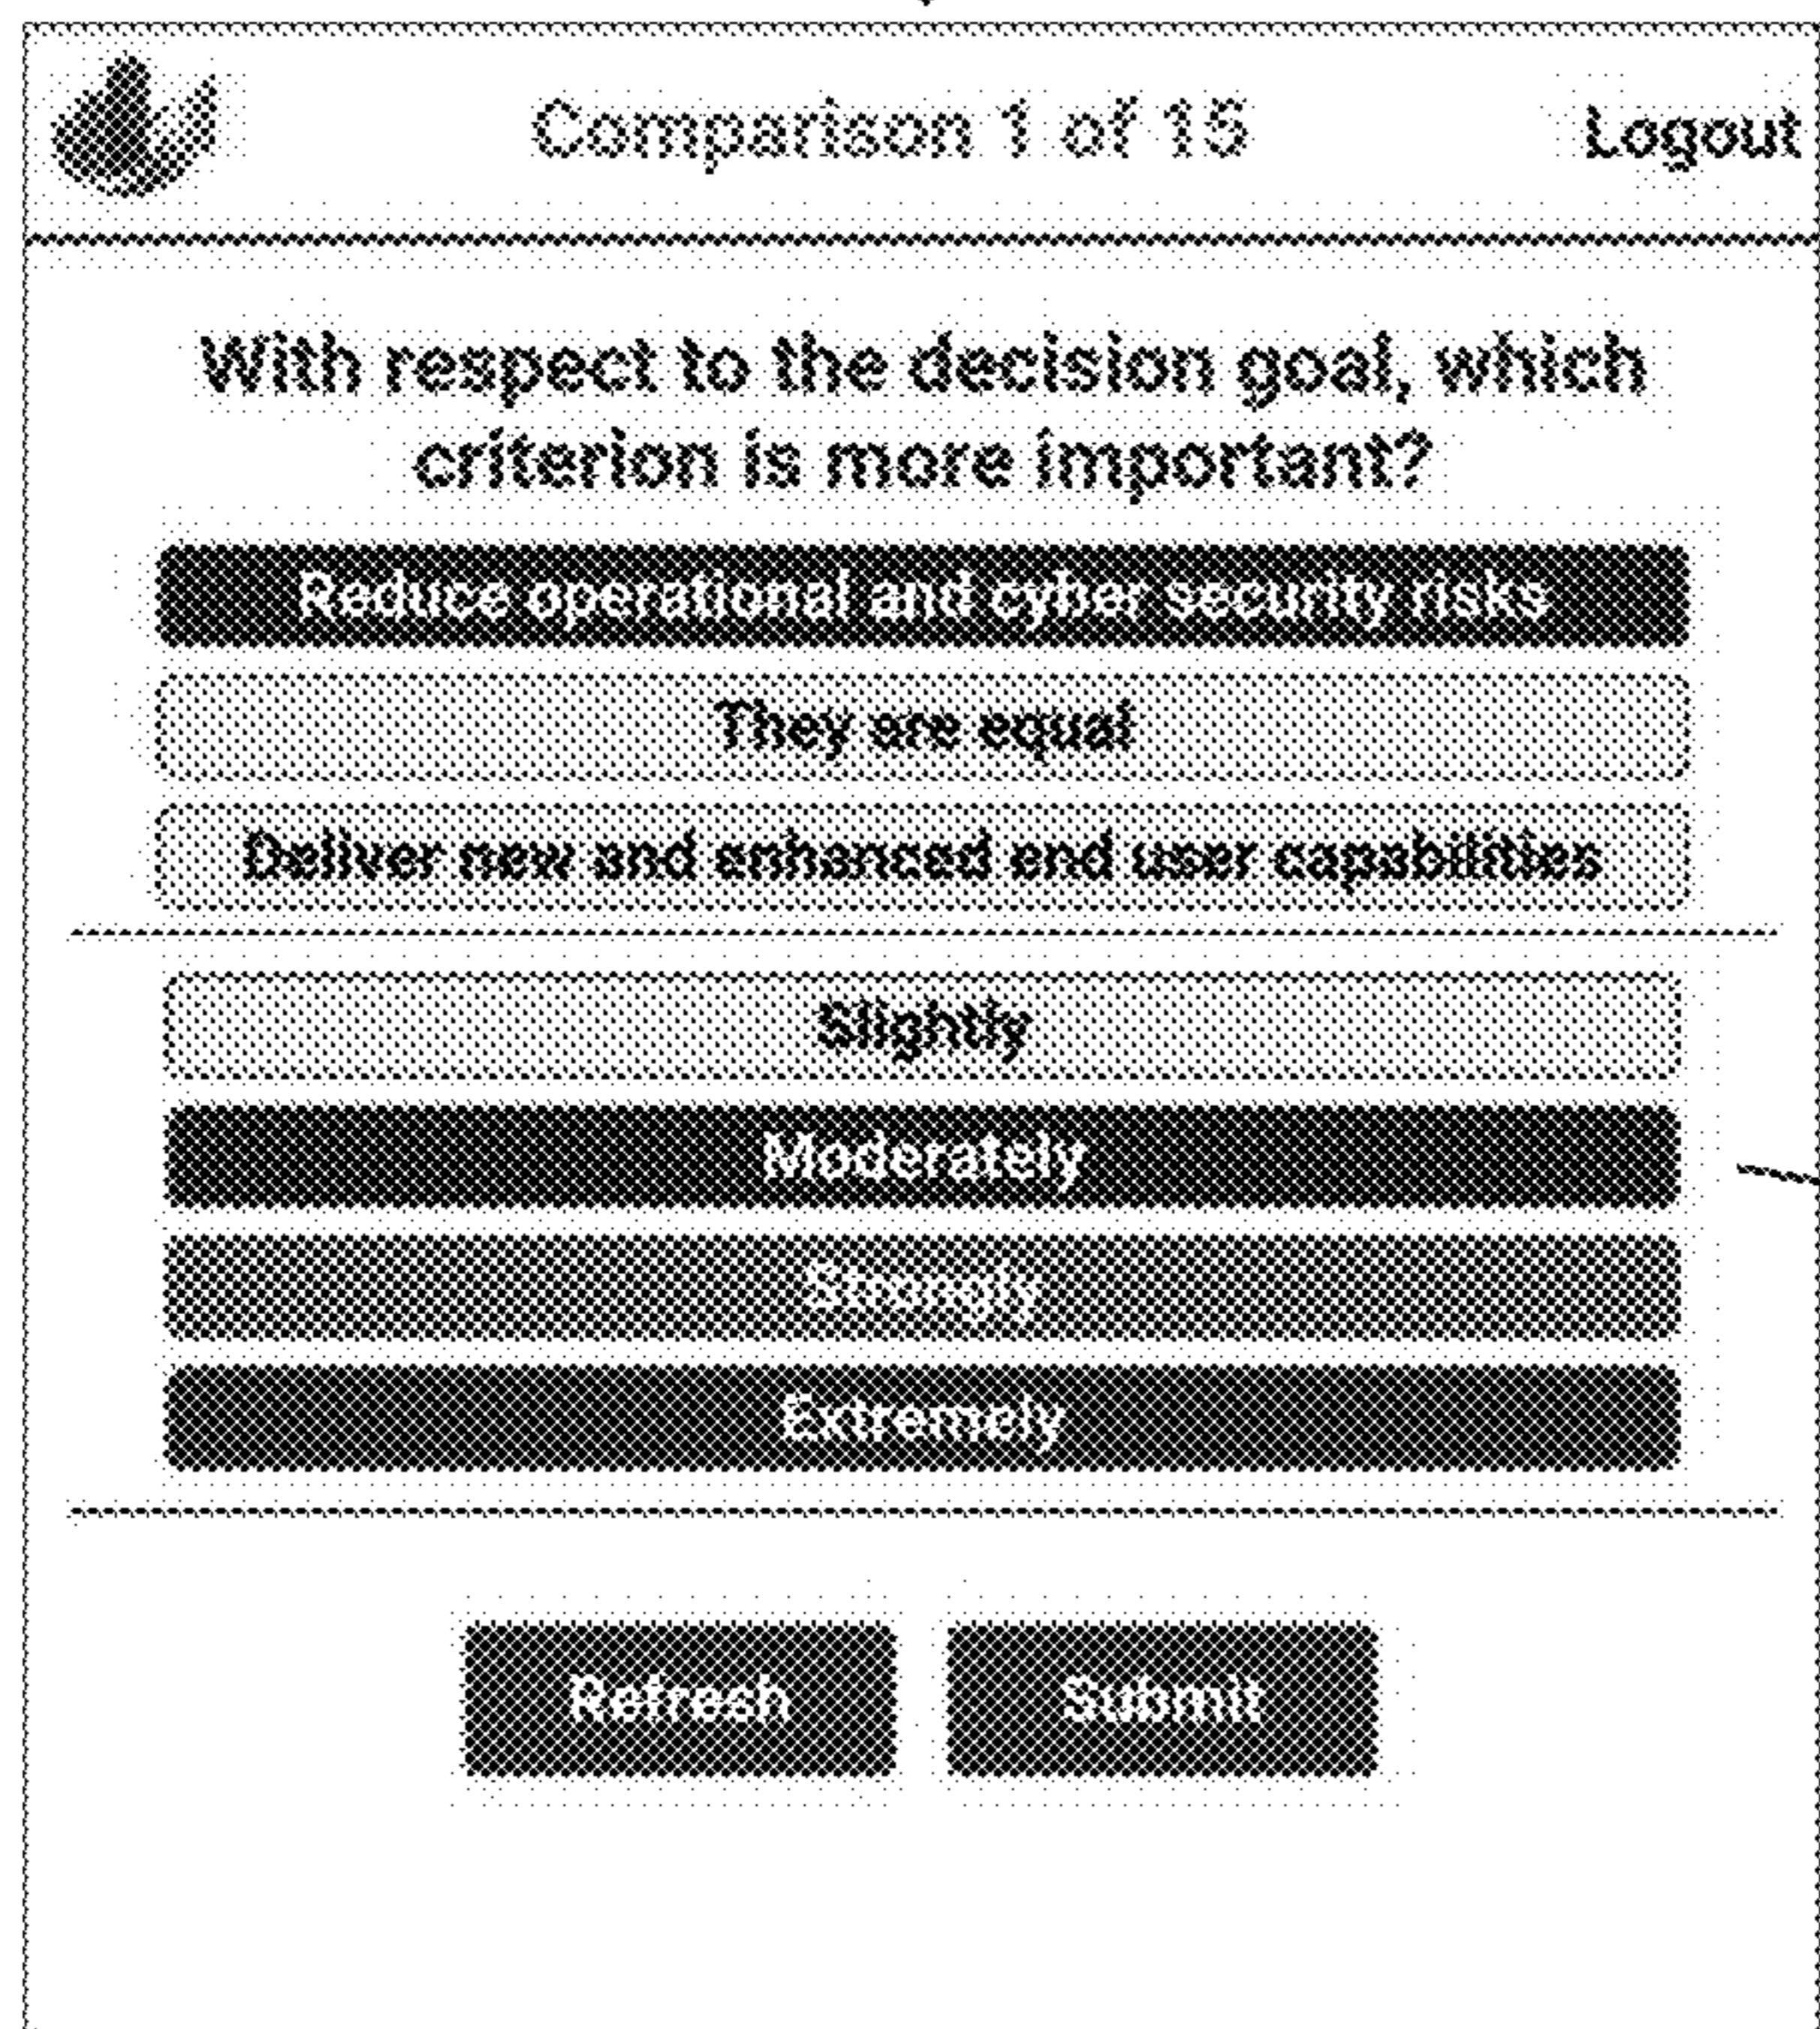 Comparison 1 of 15
Logout
With respect to the decision goal, which
criterion is more important?
Reduce operational and cyber security risks
They are equal
Deliver new and enhanced end user capabilities
Slightly
Moderately
Strongly
Extremely
Refresh
Submit